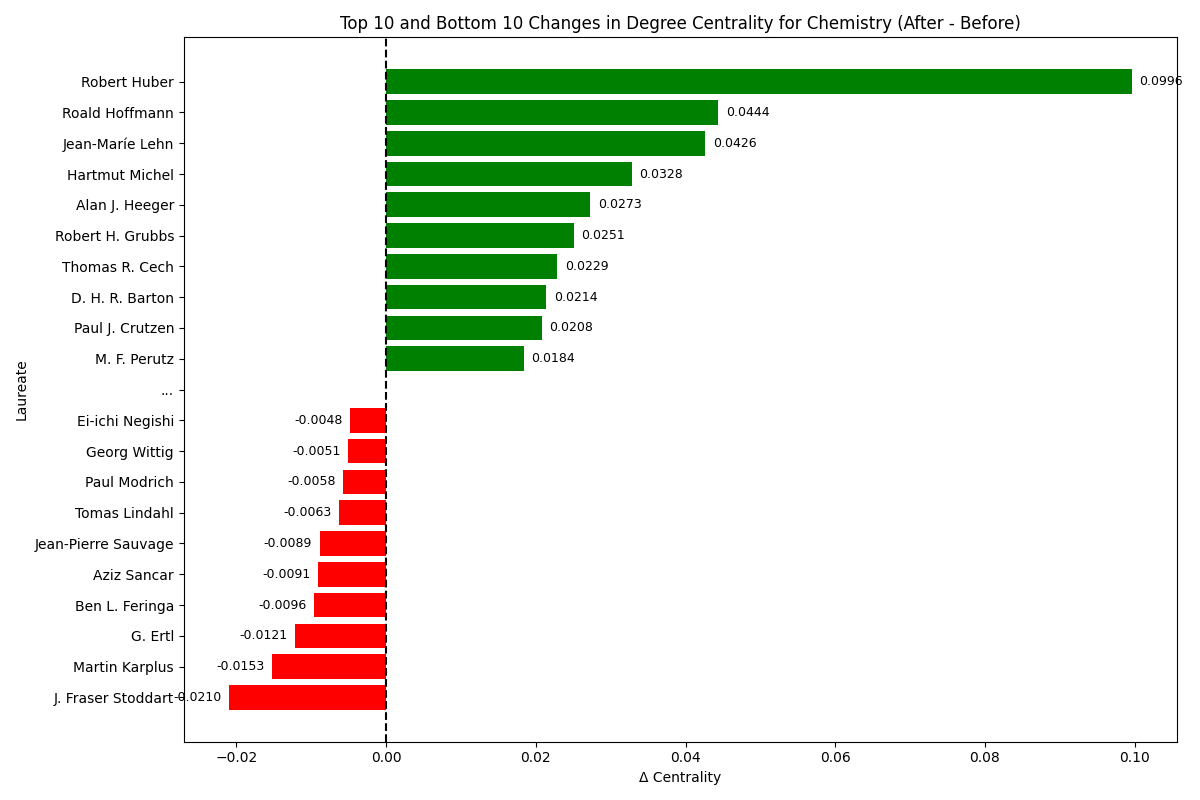 Top 10 and Bottom 10 Changes in Degree Centrality for Chemistry (After - Before)
Robert Huber 0.0996
Roald Hoffmann 0.0444
Jean-Maríe Lehn 0.0426
Hartmut Michel 0.0328
Alan J. Heeger 0.0273
Robert H. Grubbs 0.0251
Thomas R. Cech 0.0229
D. H. R. Barton 0.0214
Paul J. Crutzen 0.0208
M. F. Perutz 0.0184
...
Ei-ichi Negishi -0.0048
Georg Wittig -0.0051
Paul Modrich -0.0058
Tomas Lindahl -0.0063
Jean-Pierre Sauvage -0.0089
Aziz Sancar -0.0091
Ben L. Feringa -0.0096
G. Ertl -0.0121
Martin Karplus -0.0153
J. Fraser Stoddart -0.0210
Laureate
−0.02 0.00 0.02 0.04 0.06 0.08 0.10
Δ Centrality